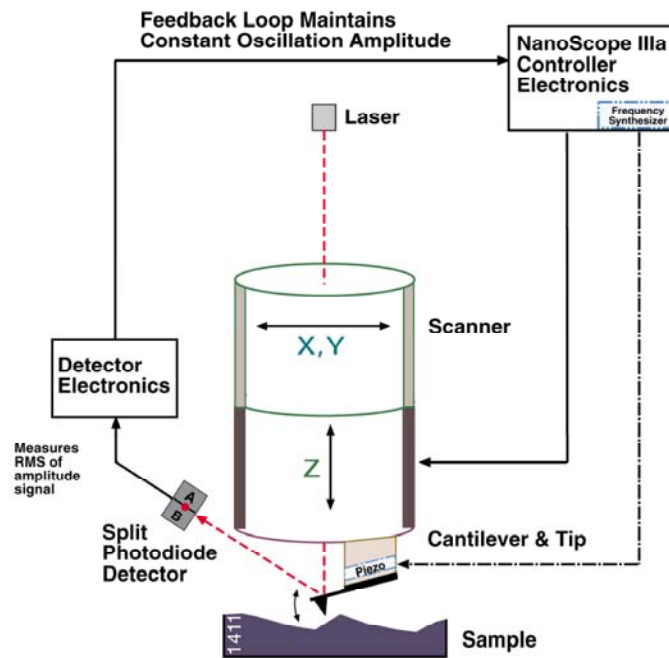 Feedback Loop Maintains
Constant Oscillation Amplitude
NanoScope IIIa
Controller
Electronics
Frequency
Synthesizer
Laser
X, Y
Scanner
Detector
Electronics
Z
Measures
RMS of
amplitude
signal
A
B
Split
Photodiode
Detector
Cantilever & Tip
Piezo
1411
Sample